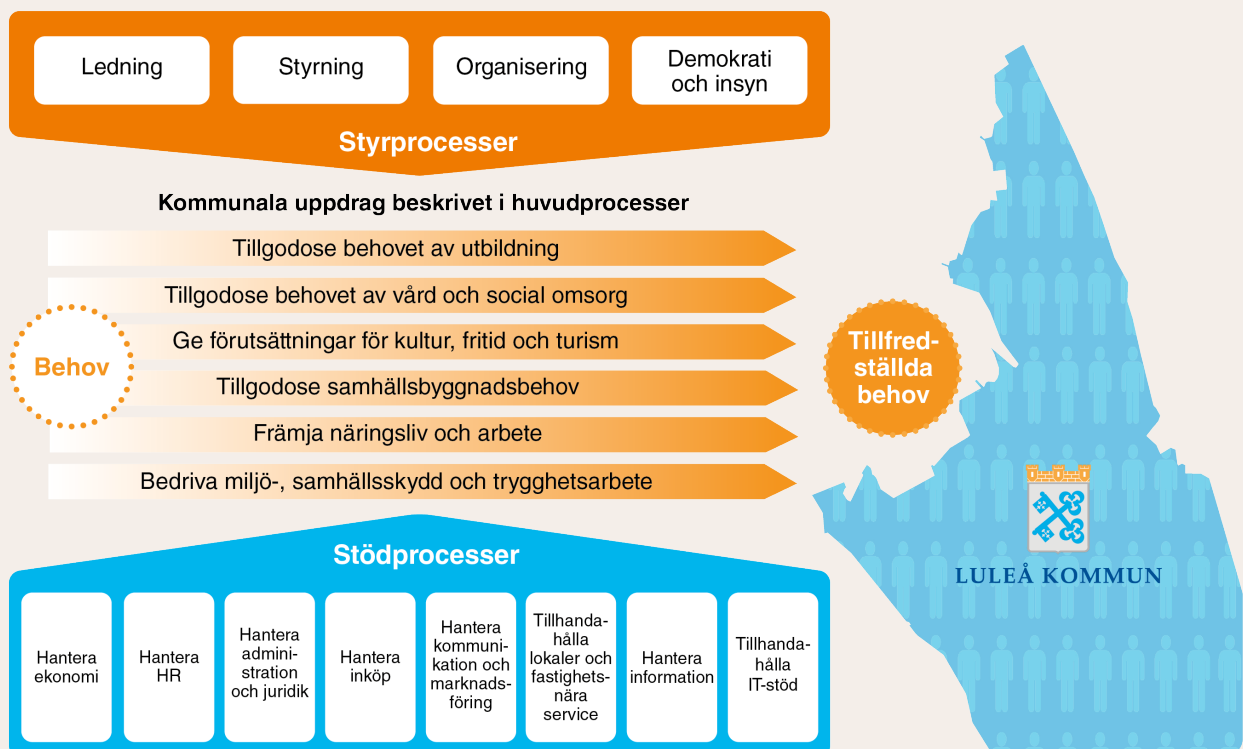 Ledning
Styrning
Organisering
Demokrati
och insyn
Styrprocesser
Kommunala uppdrag beskrivet i huvudprocesser
Tillgodose behovet av utbildning
Tillgodose behovet av vård och social omsorg
Ge förutsättningar för kultur, fritid och turism
Tillgodose samhällsbyggnadsbehov
Främja näringsliv och arbete
Bedriva miljö-, samhällsskydd och trygghetsarbete
Behov
Tillfred-
ställda
behov
LULEÅ KOMMUN
Stödprocesser
Hantera
ekonomi
Hantera
HR
Hantera
admini-
stration
och juridik
Hantera
inköp
Hantera
kommuni-
kation och
marknads-
föring
Tillhanda-
hålla
lokaler och
fastighets-
nära
service
Hantera
information
Tillhanda-
hålla
IT-stöd